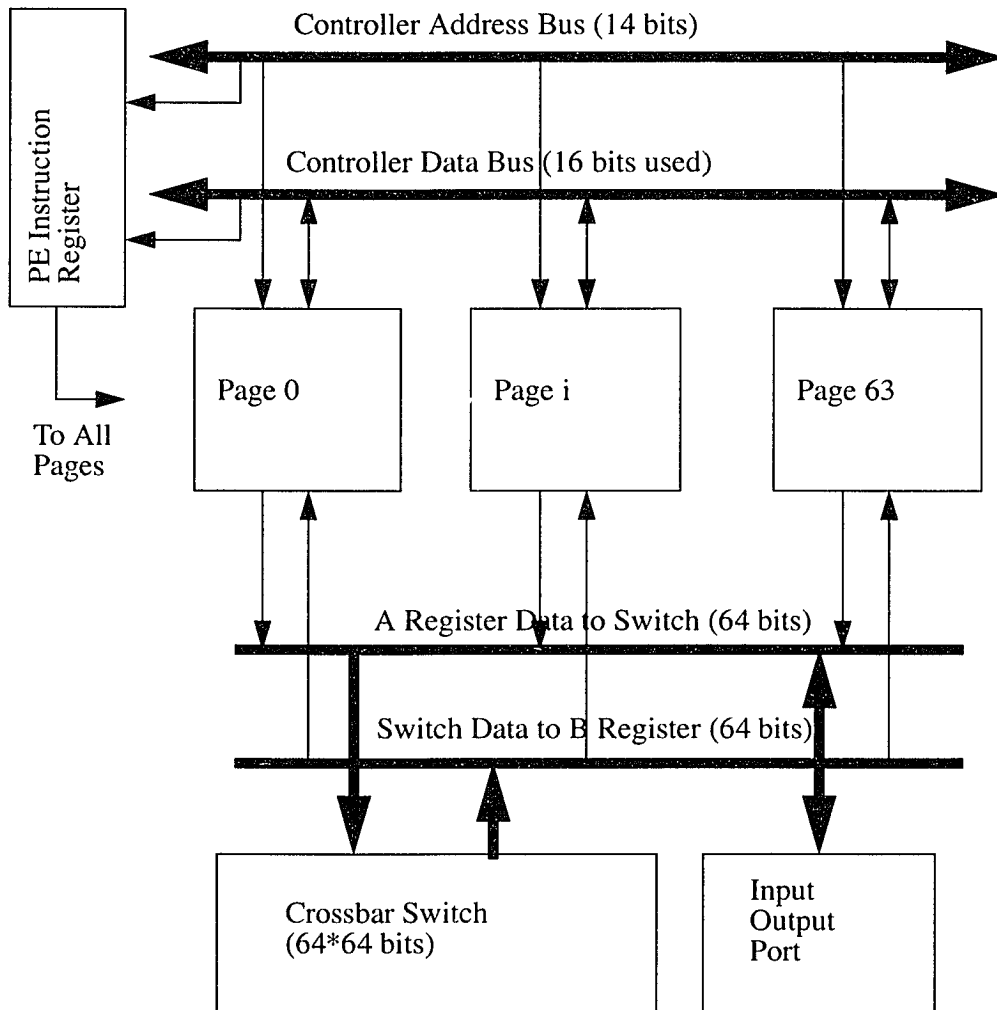 Controller Address Bus (14 bits)
PE Instruction
Register
Controller Data Bus (16 bits used)
Page 0
Page i
Page 63
To All
Pages
A Register Data to Switch (64 bits)
Switch Data to B Register (64 bits)
Crossbar Switch
(64*64 bits)
Input
Output
Port